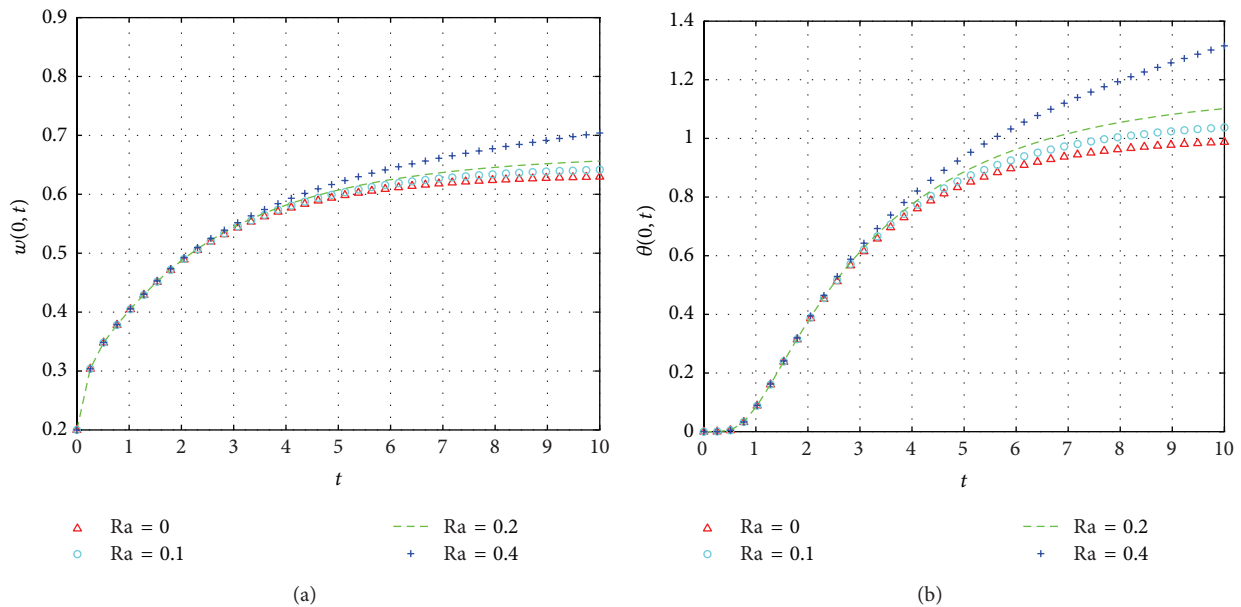 0.9
0.8
0.7
0.6
0.5
0.4
0.3
0.2
w(0, t)
0 1 2 3 4 5 6 7 8 9 10
t
Ra = 0
Ra = 0.1
Ra = 0.2
Ra = 0.4
(a)
1.4
1.2
1
0.8
0.6
0.4
0.2
0
θ(0, t)
0 1 2 3 4 5 6 7 8 9 10
t
Ra = 0
Ra = 0.1
Ra = 0.2
Ra = 0.4
(b)